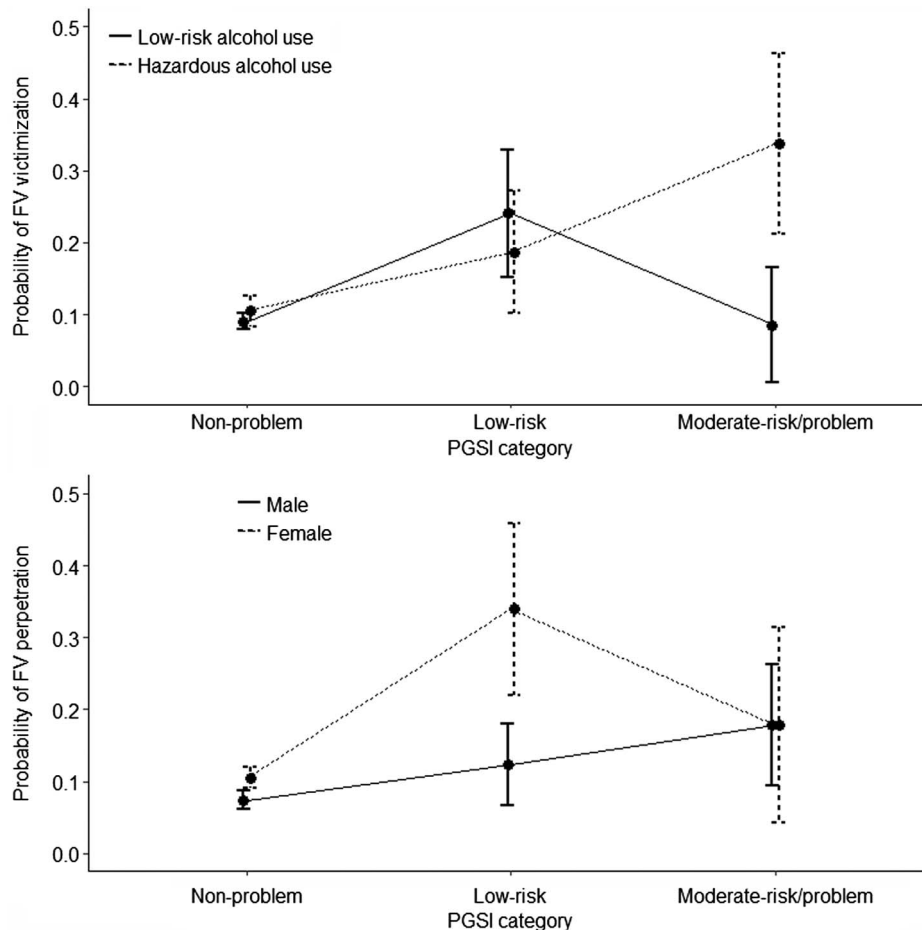 Probability of FV victimization
0.5
0.4
0.3
0.2
0.1
0.0
Low-risk alcohol use
Hazardous alcohol use
Non-problem
Low-risk
Moderate-risk/problem
PGSI category
Probability of FV perpetration
0.5
0.4
0.3
0.2
0.1
0.0
Male
Female
Non-problem
Low-risk
Moderate-risk/problem
PGSI category